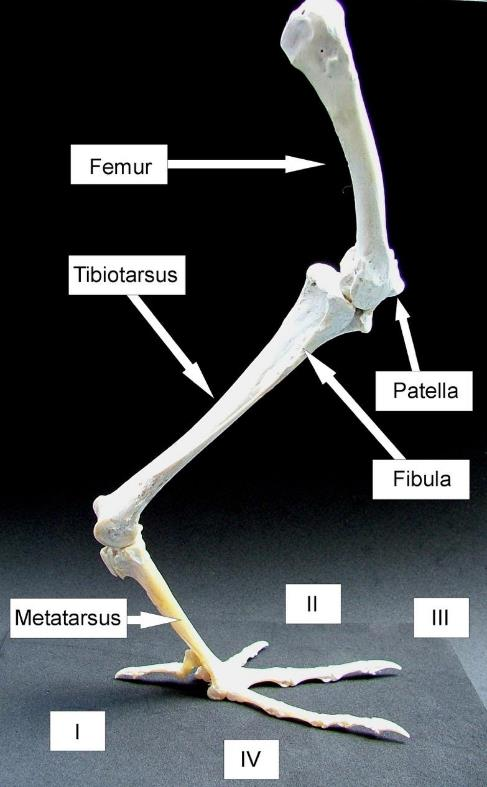 Femur
Tibiotarsus
Patella
Fibula
II
III
Metatarsus
I
IV